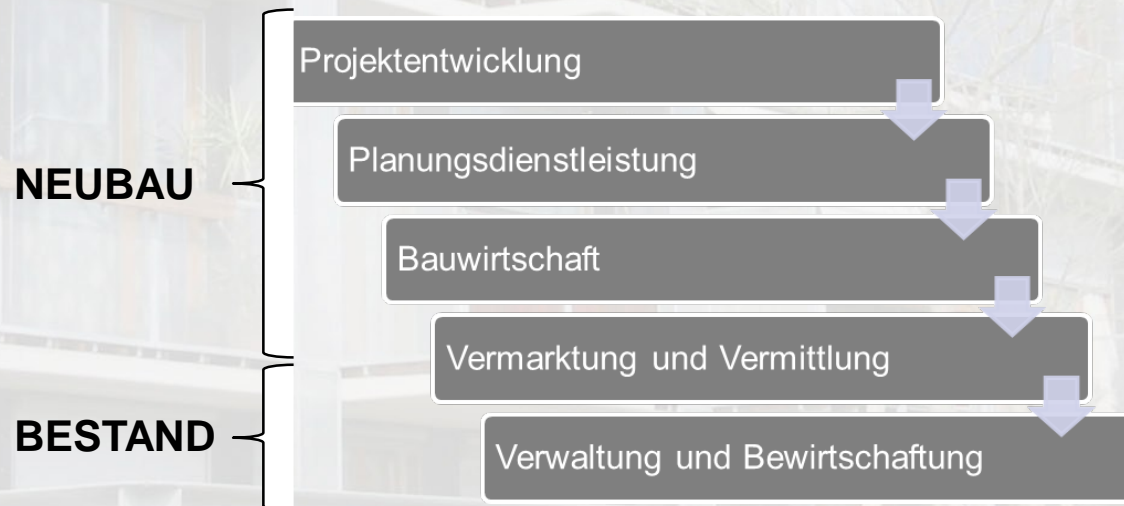 Projektentwicklung
Planungsdienstleistung
NEUBAU
Bauwirtschaft
Vermarktung und Vermittlung
BESTAND
Verwaltung und Bewirtschaftung